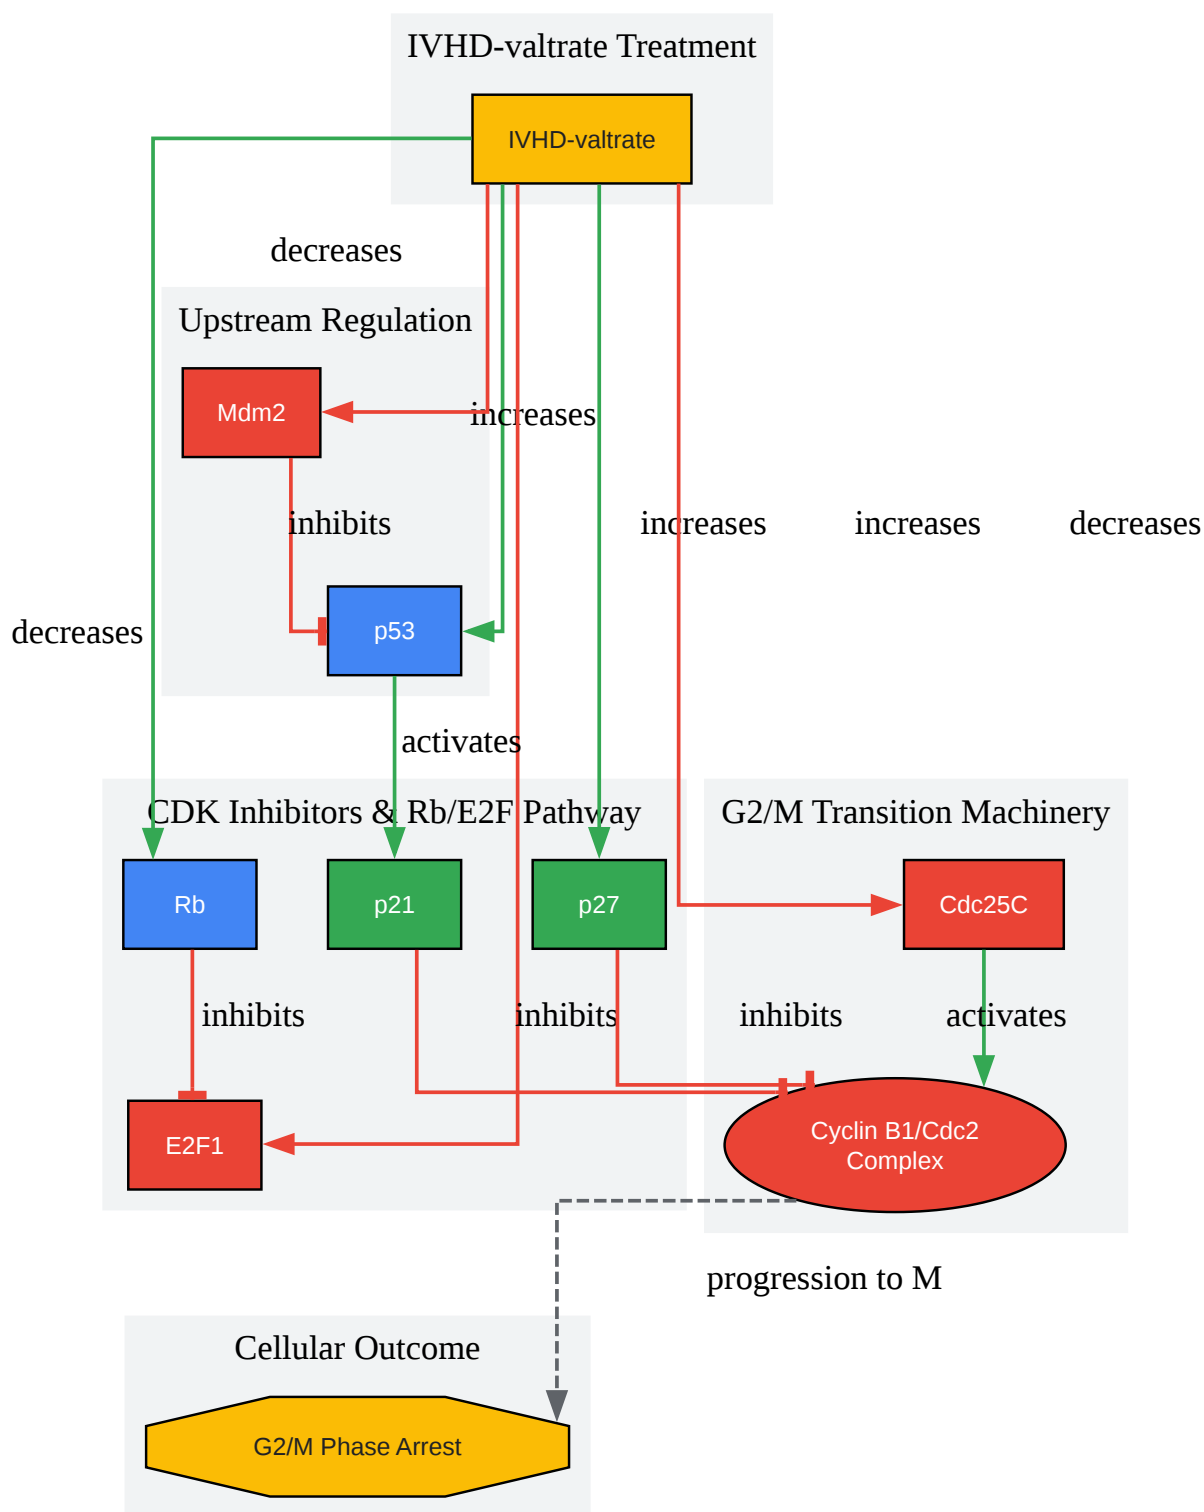 IVHD-valtrate Treatment
IVHD-valtrate
decreases
Upstream Regulation
Mdm2
increases
inhibits
increases
increases
decreases
p53
decreases
activates
CDK Inhibitors & Rb/E2F Pathway
G2/M Transition Machinery
Rb
p21
p27
Cdc25C
inhibits
inhibits
inhibits
activates
E2F1
Cyclin B1/Cdc2
Complex
progression to M
Cellular Outcome
G2/M Phase Arrest